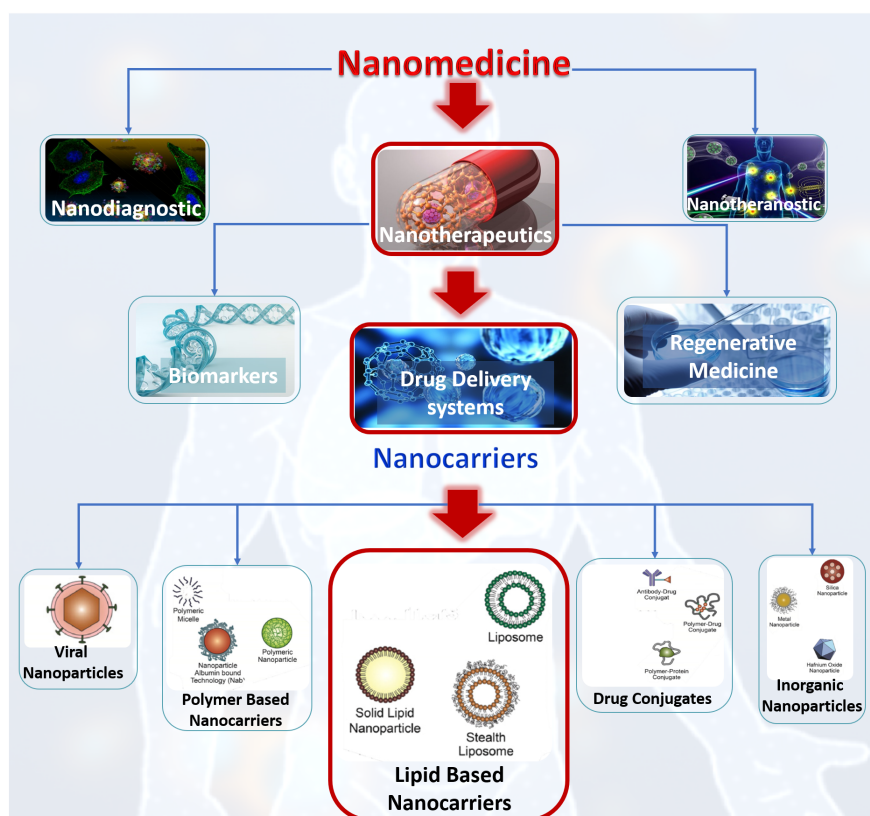 Nanomedicine
Nanodiagnostic
Nanotherapeutics
Nanotheranostic
Biomarkers
Drug Delivery
systems
Regenerative
Medicine
Nanocarriers
Viral
Nanoparticles
Polymeric
Micelle
Nanoparticle
Albumin bound
Technology (Nab'
Polymeric
Nanoparticle
Polymer Based
Nanocarriers
Liposome
Solid Lipid
Nanoparticle
Stealth
Liposome
Lipid Based
Nanocarriers
Antibody-Drug
Conjugat
Polymer-Drug
Conjugate
Polymer-Protein
Conjugate
Drug Conjugates
Silica
Nanoparticle
Metal
Nanoparticle
Hafnium Oxide
Nanoparticle
Inorganic
Nanoparticles